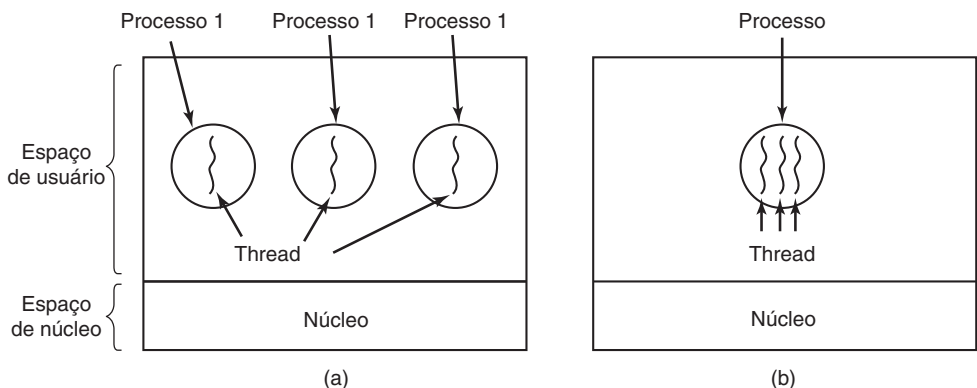 Processo 1
Processo 1
Processo 1
Processo
Espaço
de usuário
Thread
Thread
Espaço
de núcleo
Núcleo
Núcleo
(a)
(b)